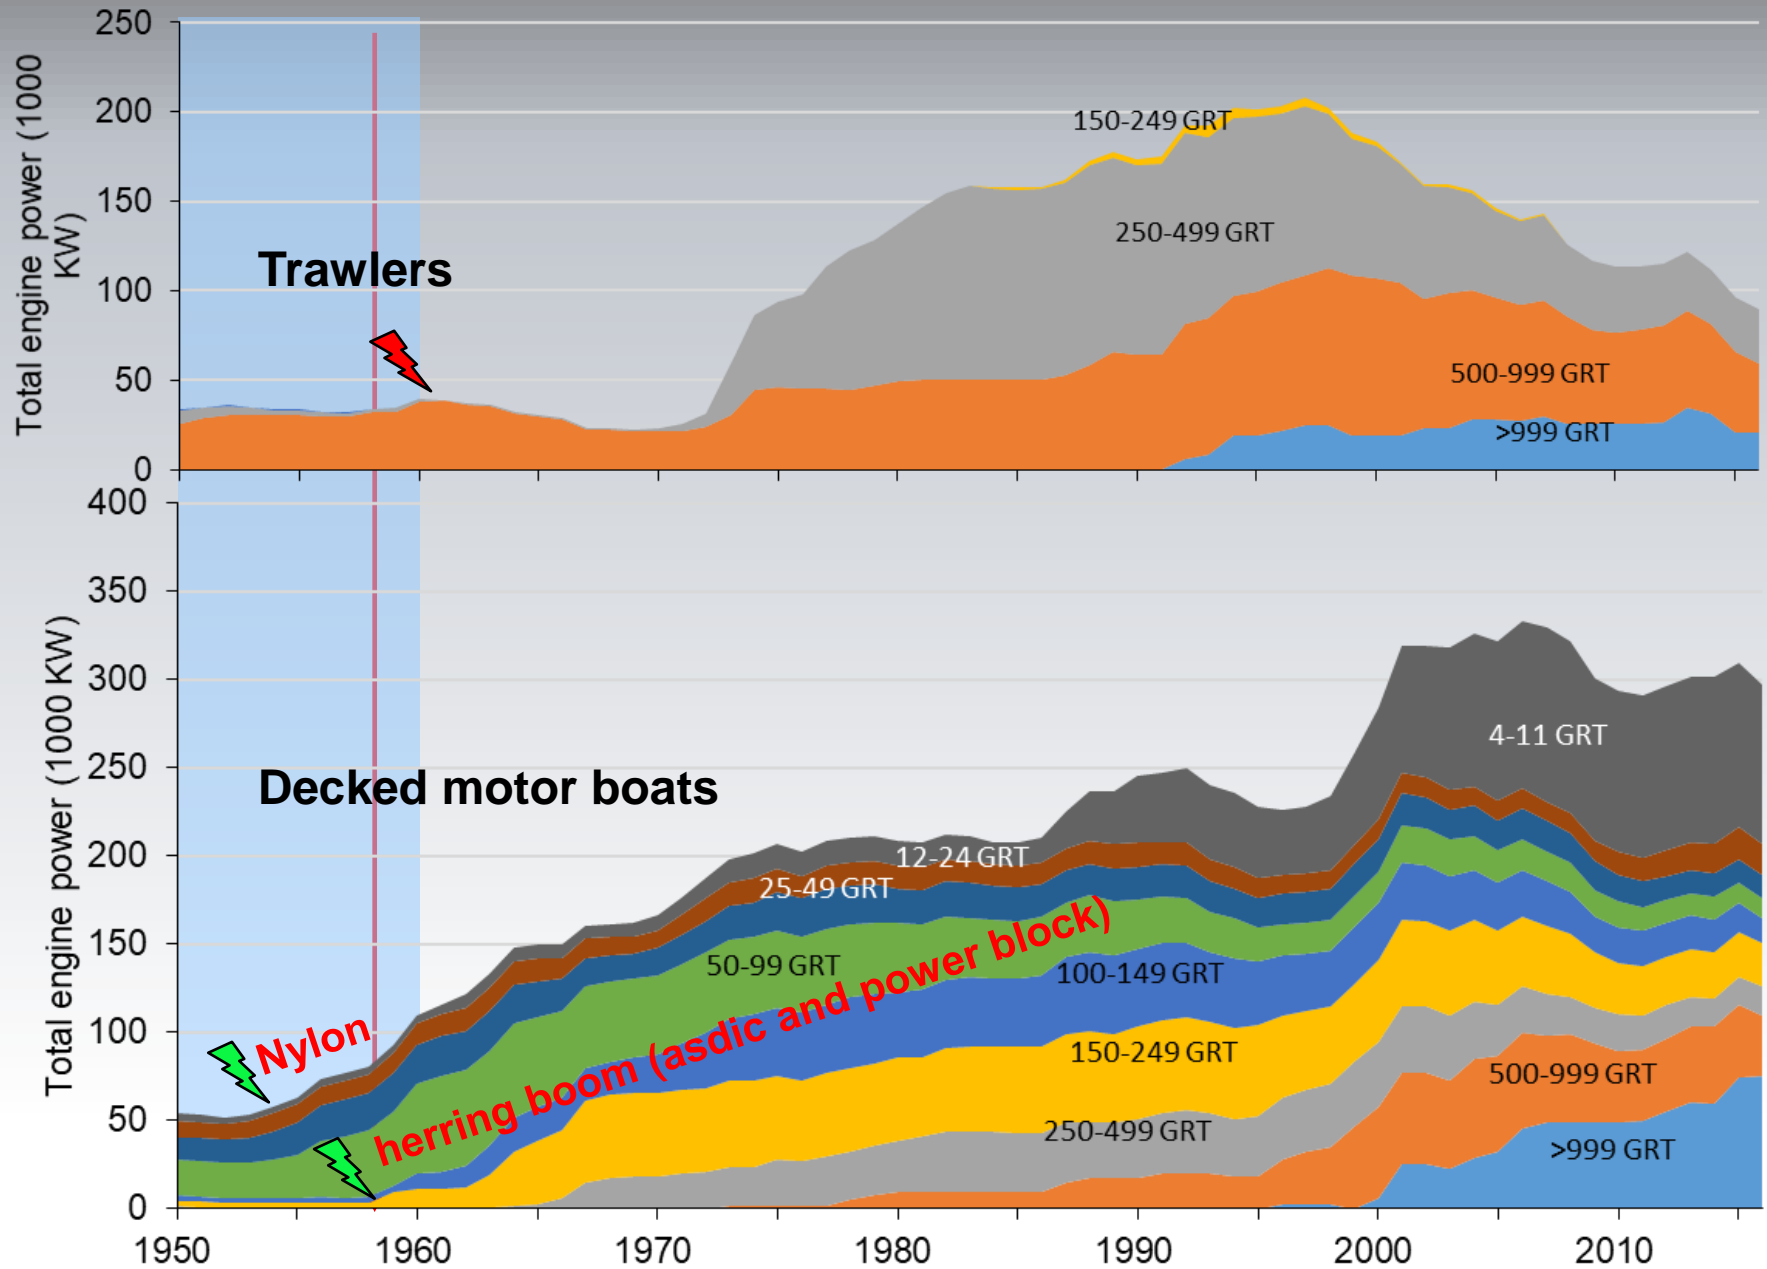 Total engine power (1000
KW)
250
200
150
100
50
0
Trawlers
150-249 GRT
250-499 GRT
500-999 GRT
>999 GRT
Total engine power (1000 KW)
400
350
300
250
200
150
100
50
0
Decked motor boats
4-11 GRT
12-24 GRT
25-49 GRT
50-99 GRT
100-149 GRT
150-249 GRT
250-499 GRT
500-999 GRT
>999 GRT
Nylon
herring boom (asdic and power block)
1950 1960 1970 1980 1990 2000 2010